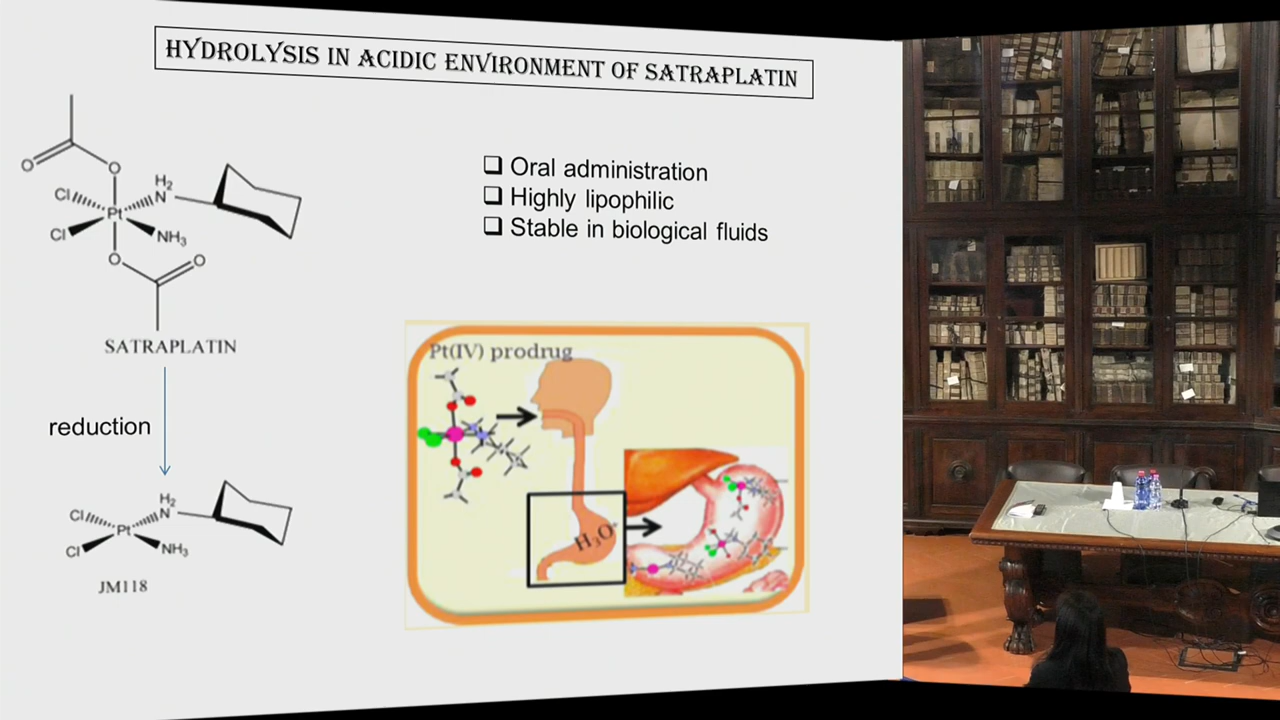 HYDROLYSIS IN ACIDIC ENVIRONMENT OF SATRAPLATIN
O
O
Cl
H2
N
Pt
Cl
NH3
O
O
SATRAPLATIN
reduction
H2
Cl
N
Pt
Cl
NH3
JM118
❑ Oral administration
❑ Highly lipophilic
❑ Stable in biological fluids
Pt(IV) prodrug
H3O+